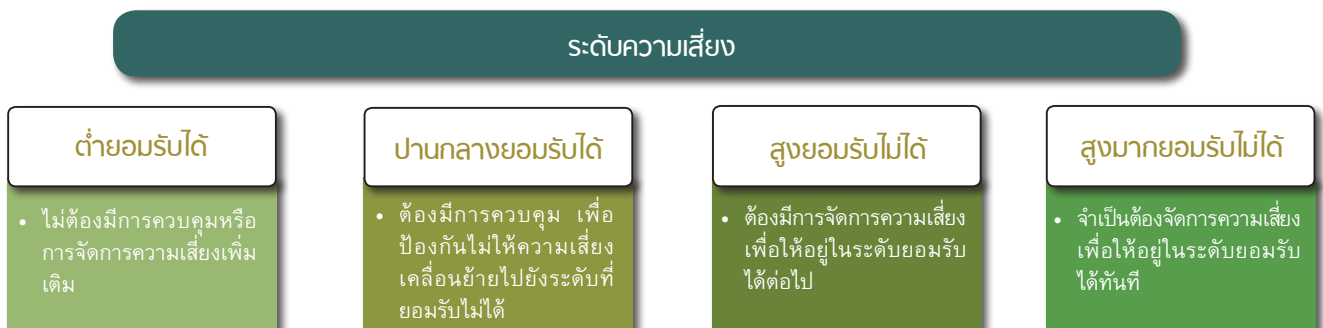 ระดับความเสี่ยง
ต่ำยอมรับได้
• ไม่ต้องมีการควบคุมหรือ
การจัดการความเสี่ยงเพิ่ม
เติม
ปานกลางยอมรับได้
• ต้องมีการควบคุม เพื่อ
ป้องกันไม่ให้ความเสี่ยง
เคลื่อนย้ายไปยังระดับที่
ยอมรับไม่ได้
สูงยอมรับไม่ได้
• ต้องมีการจัดการความเสี่ยง
เพื่อให้อยู่ในระดับยอมรับ
ได้ต่อไป
สูงมากยอมรับไม่ได้
• จำเป็นต้องจัดการความเสี่ยง
เพื่อให้อยู่ในระดับยอมรับ
ได้ทันที